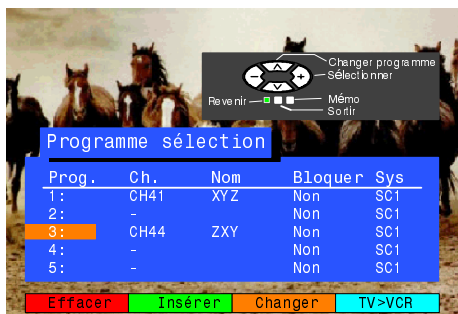 Changer programme
Sélectionner
Revenir
Mémo
Sortir
Programme sélection
Prog. Ch. Nom Bloquer Sys
1: CH41 XYZ Non SC1
2: - Non SC1
3: CH44 ZXY Non SC1
4: - Non SC1
5: - Non SC1
Effacer Insérer Changer TV>VCR